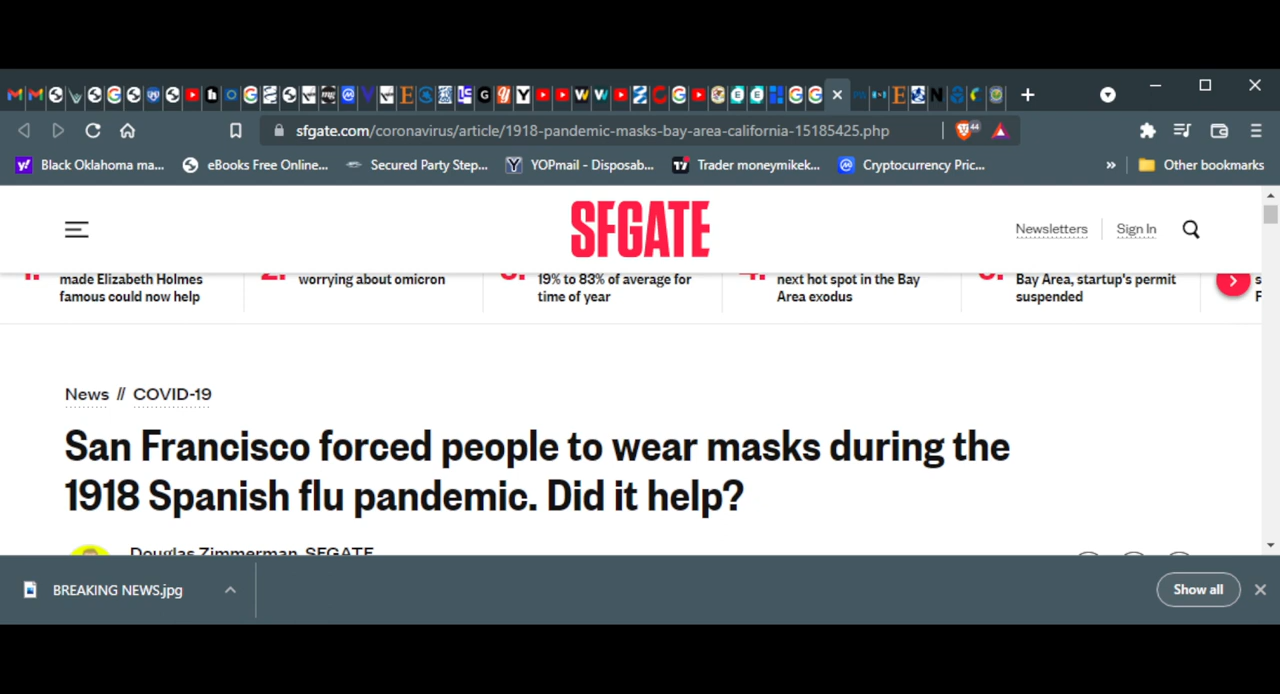 sfgate.com/coronavirus/article/1918-pandemic-masks-bay-area-california-15185425.php
44
Black Oklahoma ma... eBooks Free Online... Secured Party Step... YOPmail - Disposab... Trader moneymikek... Cryptocurrency Pric... » Other bookmarks
SFGATE
Newsletters Sign In
made Elizabeth Holmes famous could now help
worrying about omicron
19% to 83% of average for time of year
next hot spot in the Bay Area exodus
Bay Area, startup's permit suspended
News // COVID-19
San Francisco forced people to wear masks during the
1918 Spanish flu pandemic. Did it help?
Douglas Zimmerman, SFGATE
BREAKING NEWS.jpg
Show all